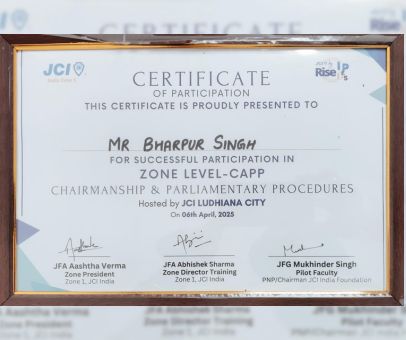 JCI
CERTIFICATE
OF PARTICIPATION
THIS CERTIFICATE IS PROUDLY PRESENTED TO
Rise
MR BHARPUR SINGH
FOR SUCCESSFUL PARTICIPATION IN
ZONE LEVEL-CAPP
CHAIRMANSHIP & PARLIAMENTARY PROCEDURES
Hosted by JCI LUDHIANA CITY
On 06th April, 2025
JFA Aashtha Verma
Zone President
Zone 1, JCI India
JFA Abhishek Sharma
Zone Director Training
Zone 1, JCI India
JFG Mukhinder Singh
Pilot Faculty
PNP/Chairman JCI India Foundation